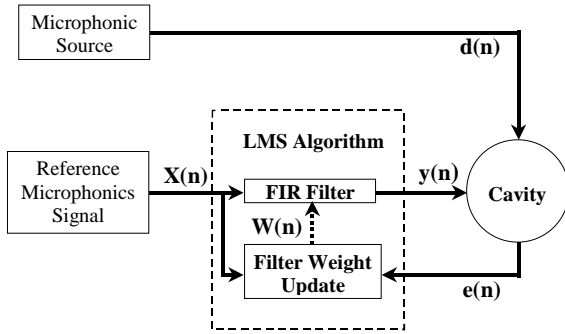 Microphonic
Source
d(n)
LMS Algorithm
Reference
Microphonics
Signal
X(n)
FIR Filter
y(n)
Cavity
W(n)
Filter Weight
Update
e(n)